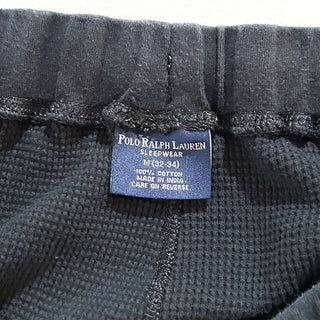 POLO RALPH LAUREN
SLEEPWEAR
M (32-34)
100% COTTON
MADE IN INDIA
CARE ON REVERSE